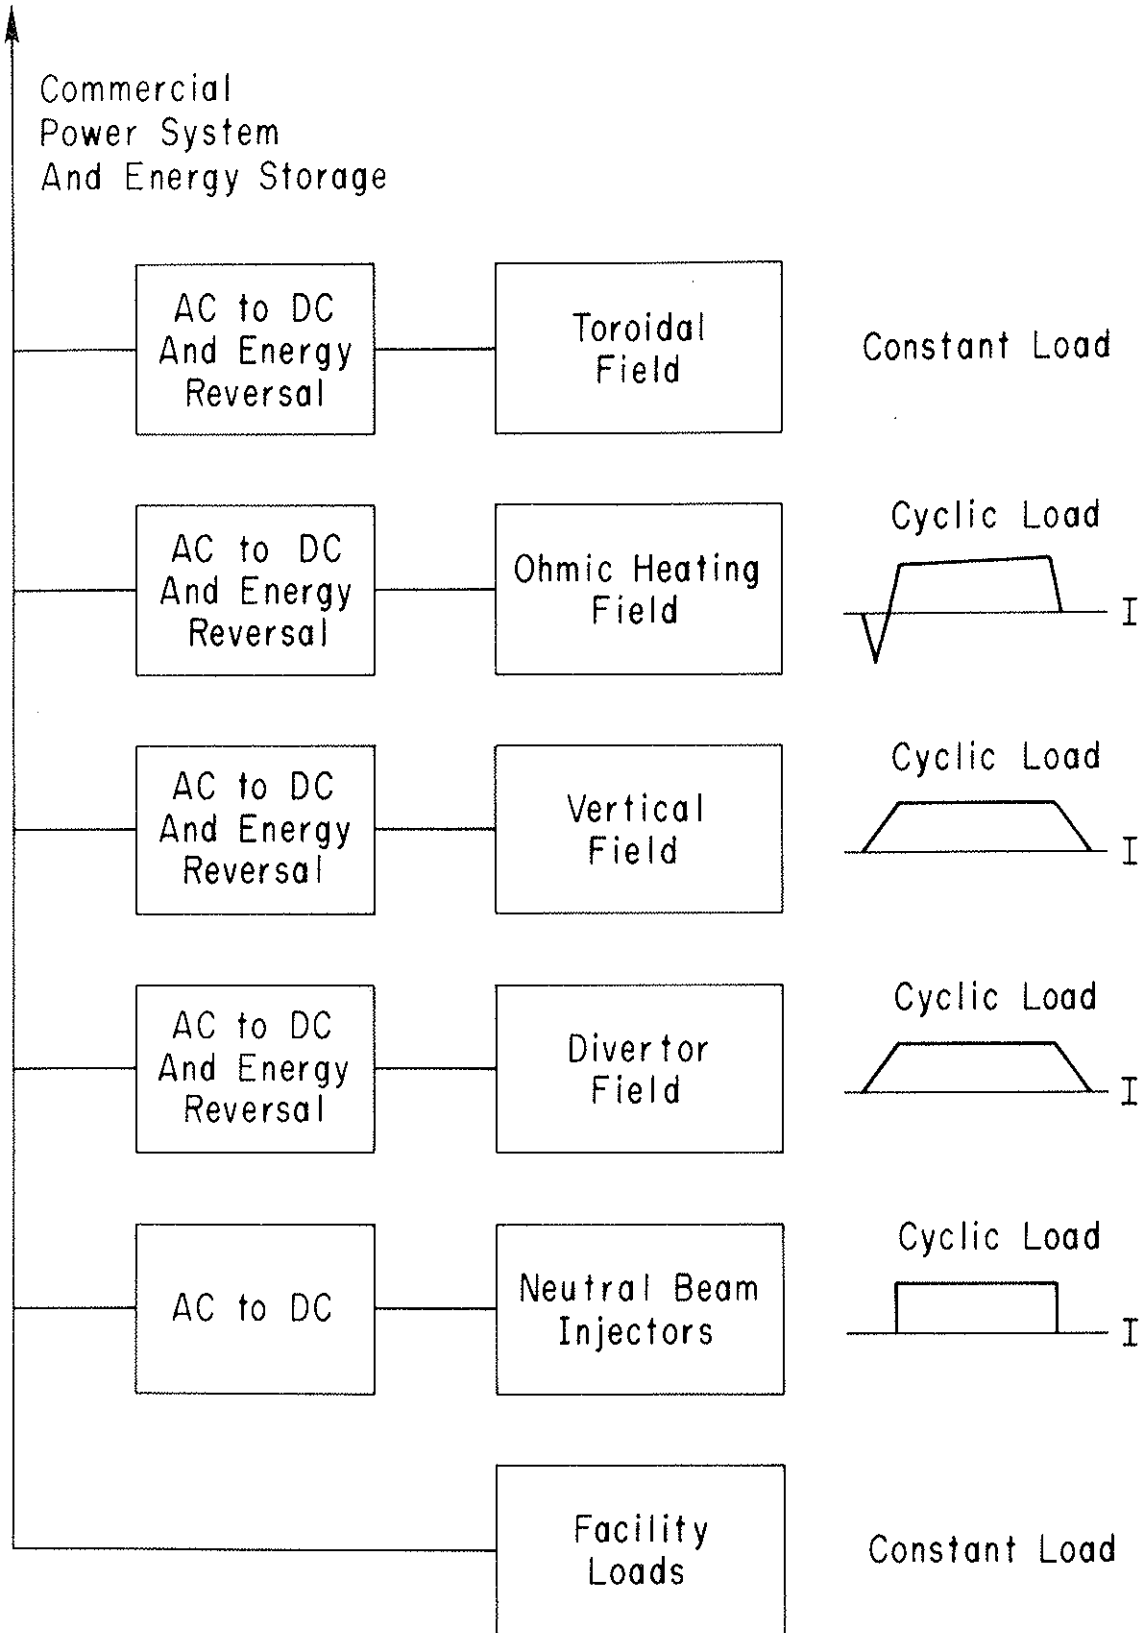 Commercial
Power System
And Energy Storage
AC to DC
And Energy
Reversal
Toroidal
Field
Constant Load
AC to DC
And Energy
Reversal
Ohmic Heating
Field
Cyclic Load
I
AC to DC
And Energy
Reversal
Vertical
Field
Cyclic Load
I
AC to DC
And Energy
Reversal
Divertor
Field
Cyclic Load
I
AC to DC
Neutral Beam
Injectors
Cyclic Load
I
Facility
Loads
Constant Load